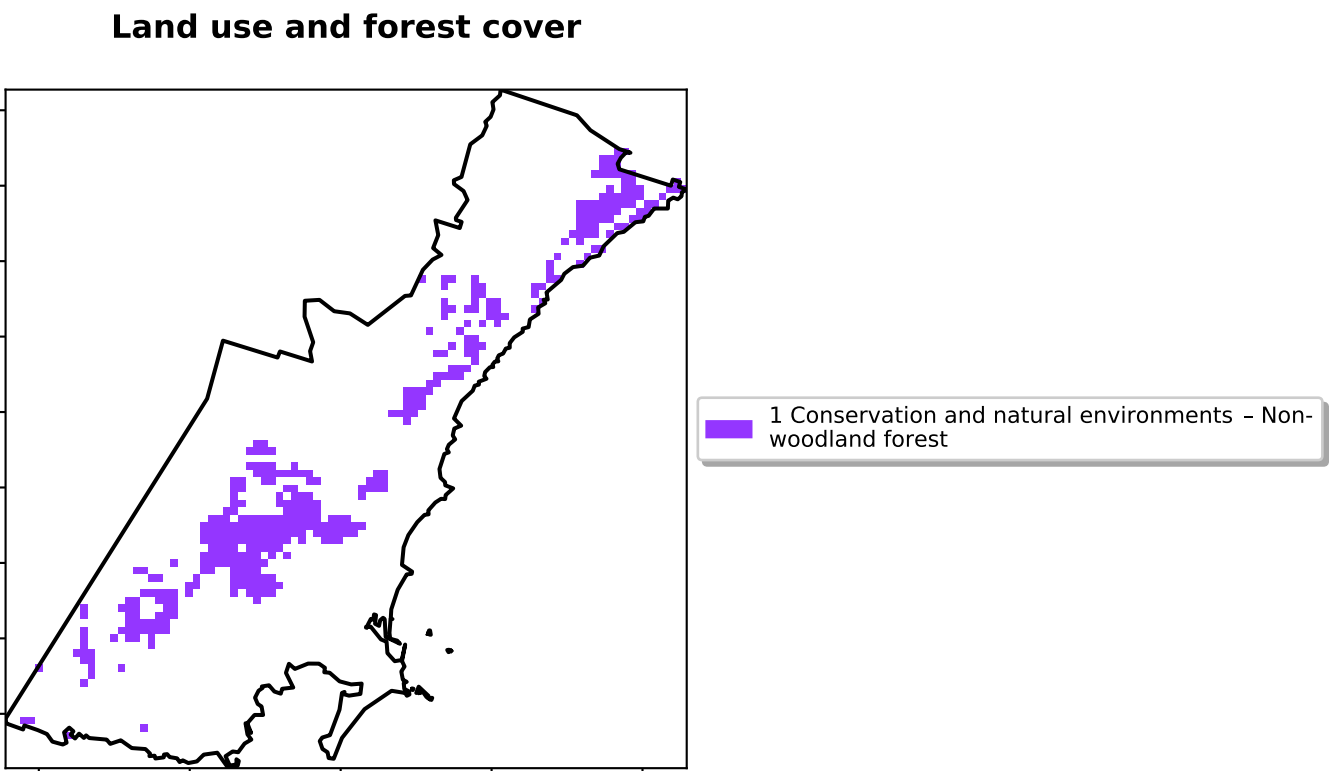 Land use and forest cover
1 Conservation and natural environments – Non-
woodland forest